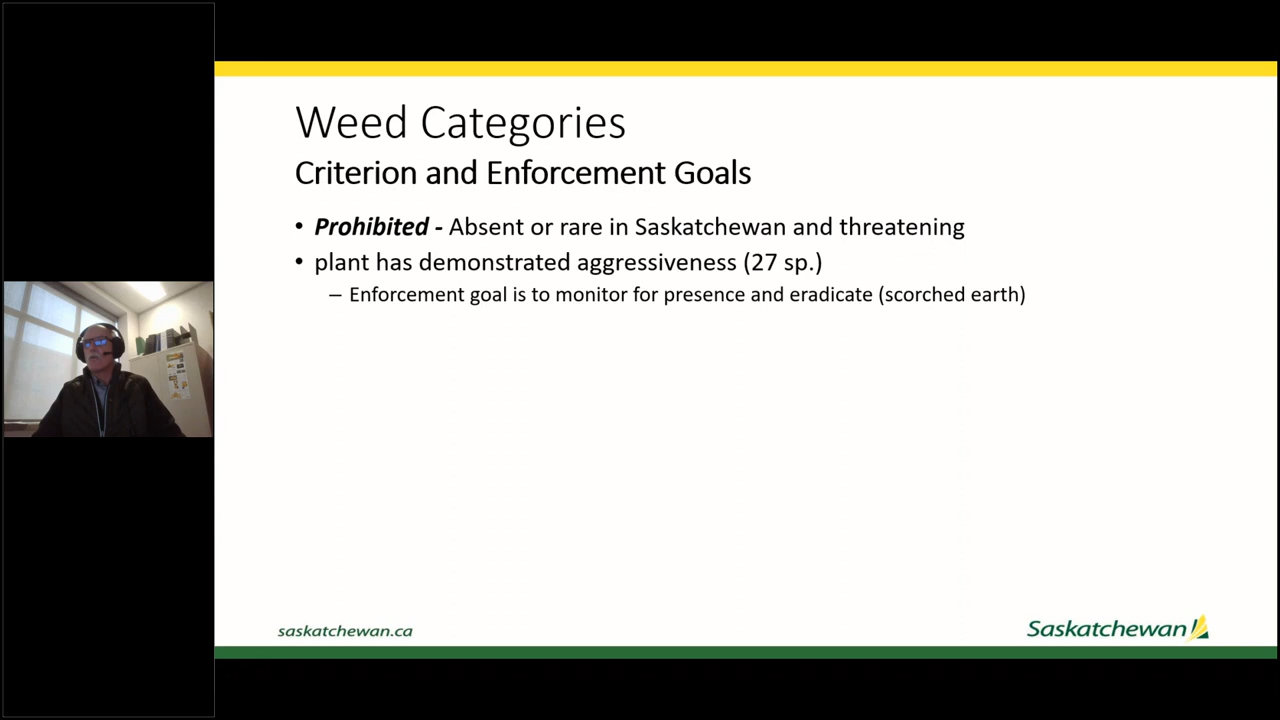 Weed Categories
Criterion and Enforcement Goals
• Prohibited - Absent or rare in Saskatchewan and threatening
• plant has demonstrated aggressiveness (27 sp.)
– Enforcement goal is to monitor for presence and eradicate (scorched earth)
saskatchewan.ca
Saskatchewan